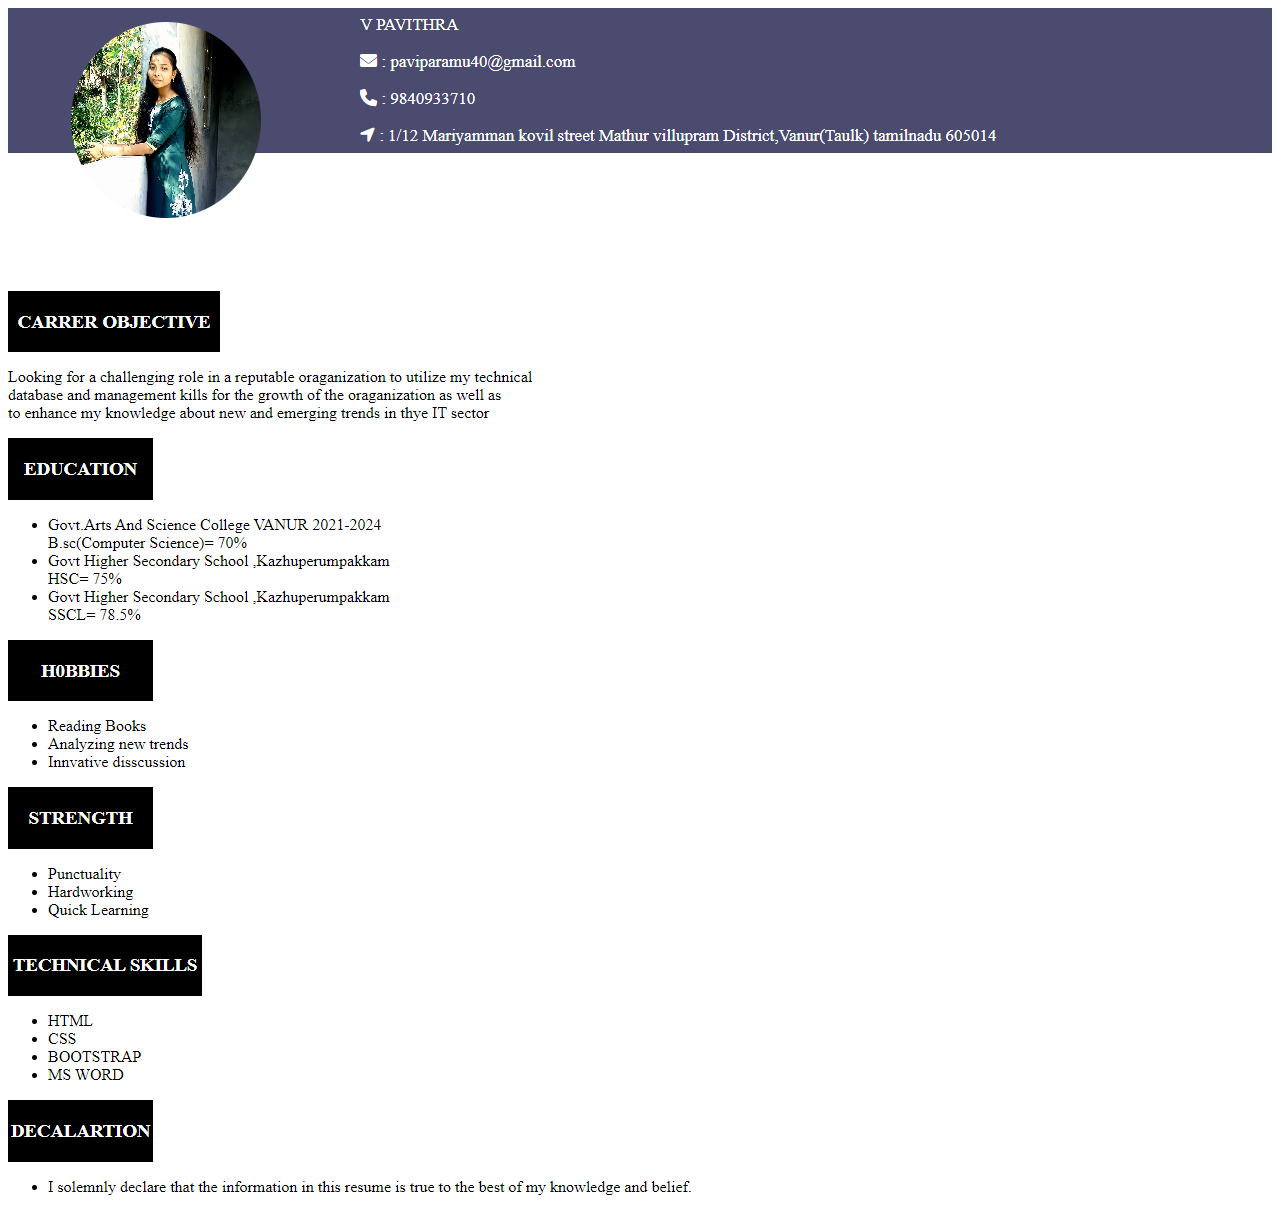 V PAVITHRA
: paviparamu40@gmail.com
: 9840933710
: 1/12 Mariyamman kovil street Mathur villupram District,Vanur(Taulk) tamilnadu 605014
CARRER OBJECTIVE
Looking for a challenging role in a reputable oraganization to utilize my technical
database and management kills for the growth of the oraganization as well as
to enhance my knowledge about new and emerging trends in thye IT sector
EDUCATION
• Govt.Arts And Science College VANUR 2021-2024
B.sc(Computer Science)= 70%
• Govt Higher Secondary School ,Kazhuperumpakkam
HSC= 75%
• Govt Higher Secondary School ,Kazhuperumpakkam
SSCL= 78.5%
H0BBIES
• Reading Books
• Analyzing new trends
• Innvative disscussion
STRENGTH
• Punctuality
• Hardworking
• Quick Learning
TECHNICAL SKILLS
• HTML
• CSS
• BOOTSTRAP
• MS WORD
DECALARTION
• I solemnly declare that the information in this resume is true to the best of my knowledge and belief.